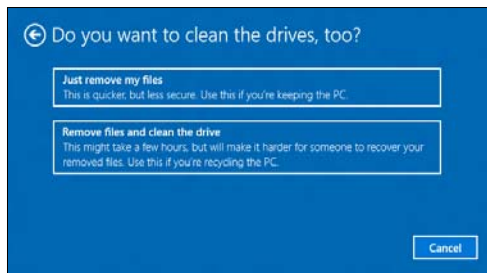 Do you want to clean the drives, too?
Just remove my files
This is quicker, but less secure. Use this if you're keeping the PC.
Remove files and clean the drive
This might take a few hours, but will make it harder for someone to recover your
removed files. Use this if you're recycling the PC.
Cancel